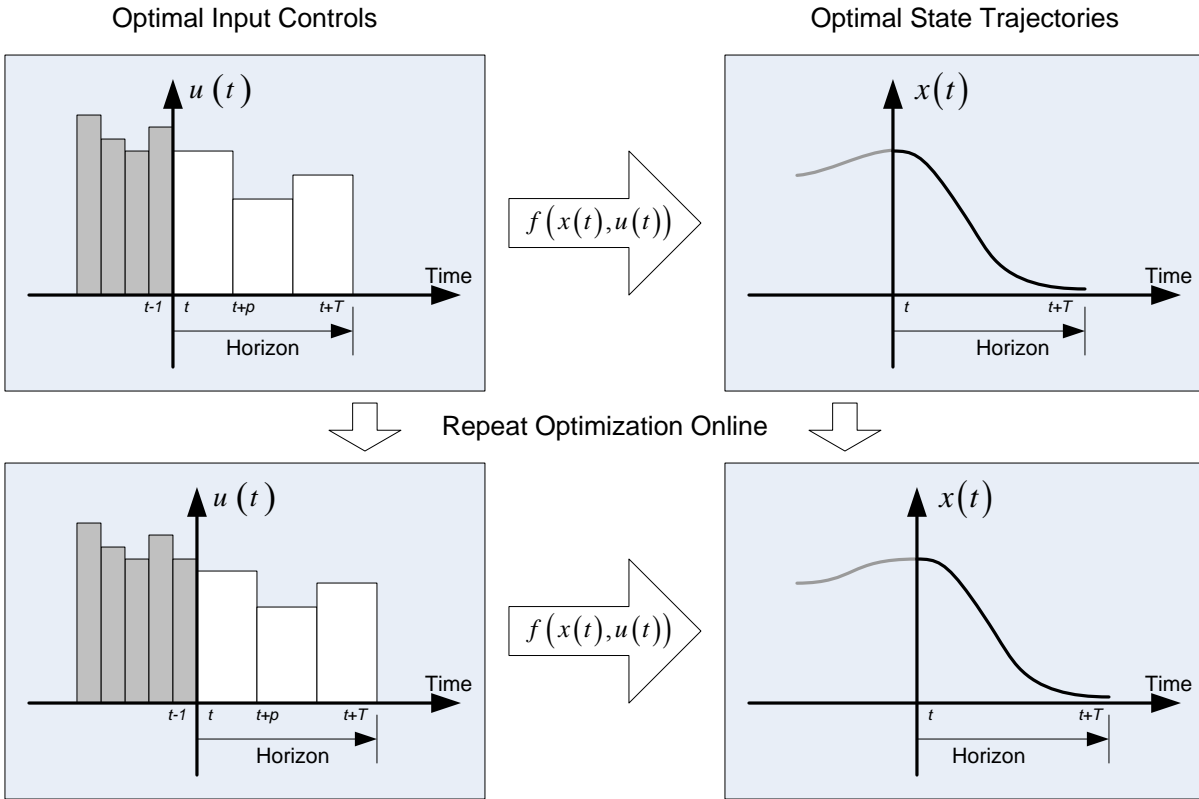 Optimal Input Controls
Optimal State Trajectories
u(t)
Time
t-1 t t+p t+T
Horizon
f(x(t),u(t))
x(t)
Time
t t+T
Horizon
Repeat Optimization Online
u(t)
Time
t-1 t t+p t+T
Horizon
f(x(t),u(t))
x(t)
Time
t t+T
Horizon